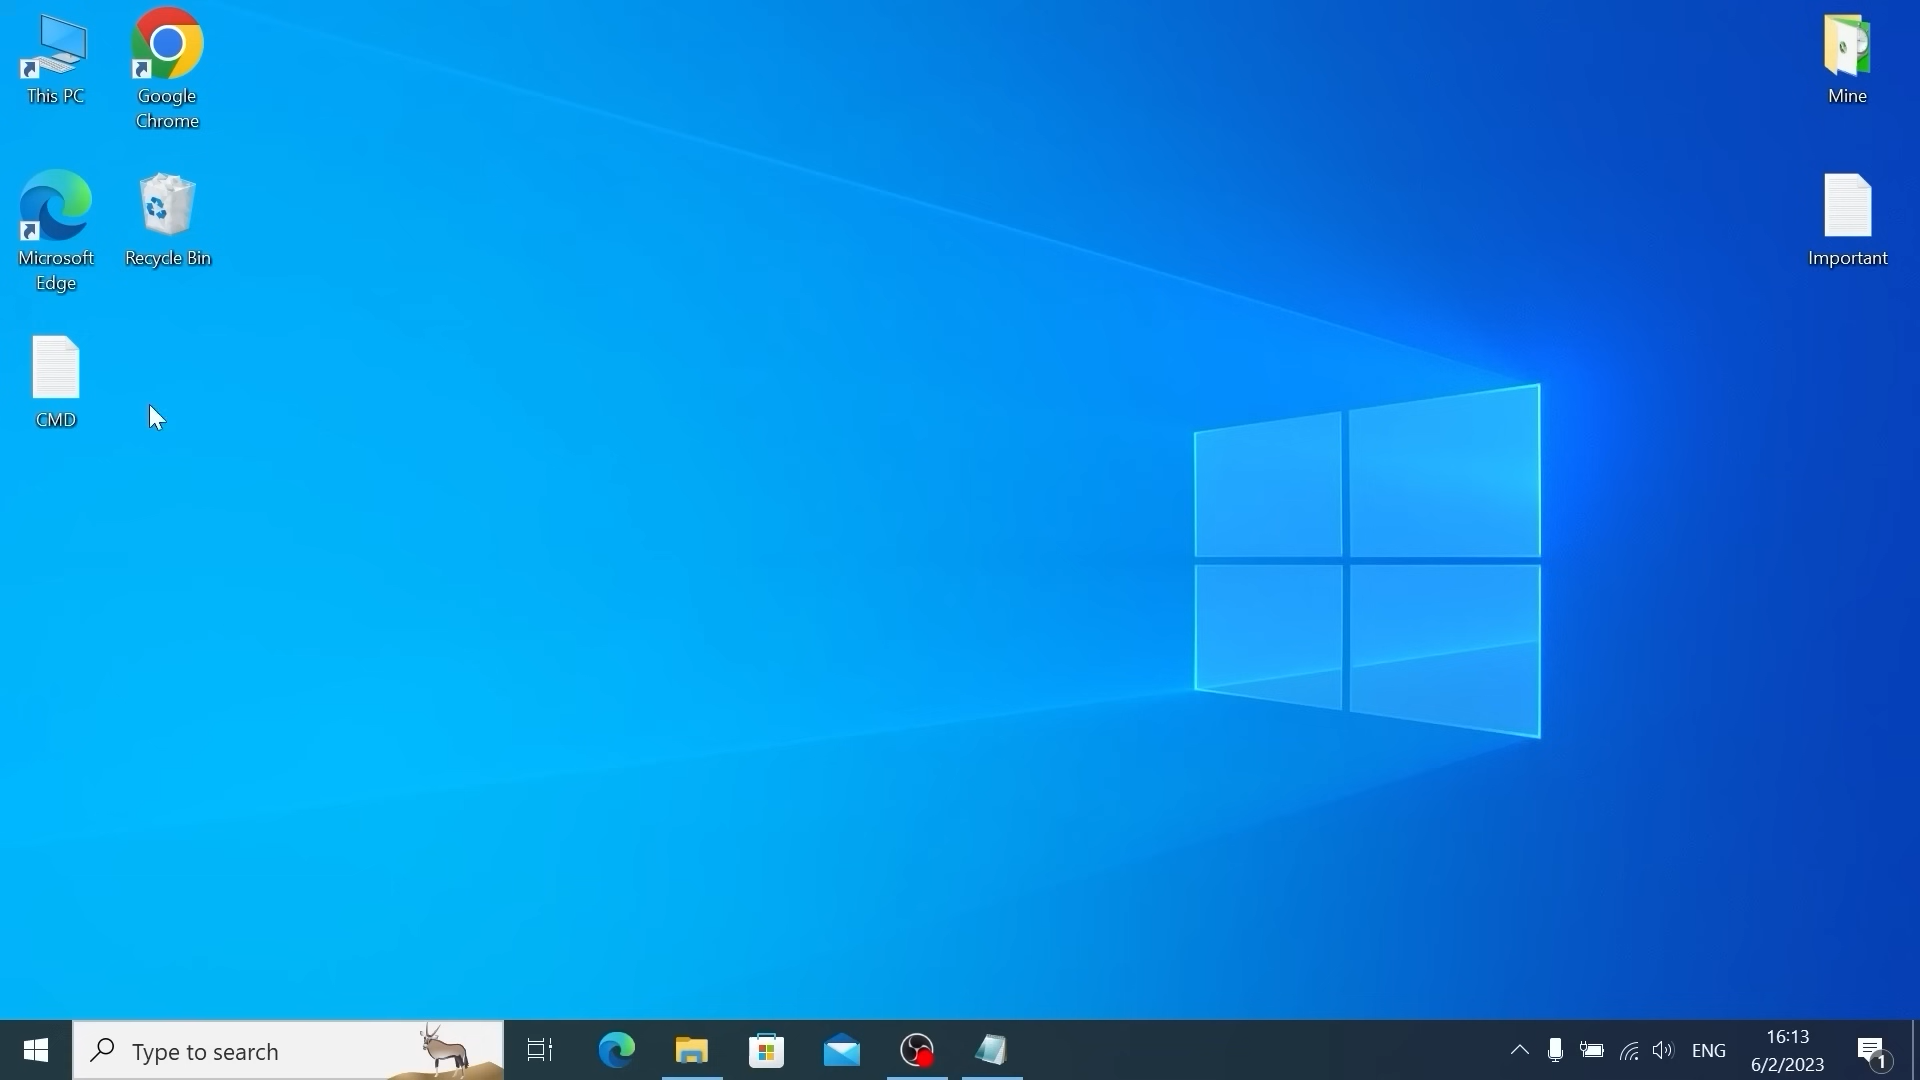 This PC
Google
Chrome
Mine
Microsoft
Edge
Recycle Bin
Important
CMD
Type to search
ENG
16:13
6/2/2023
1